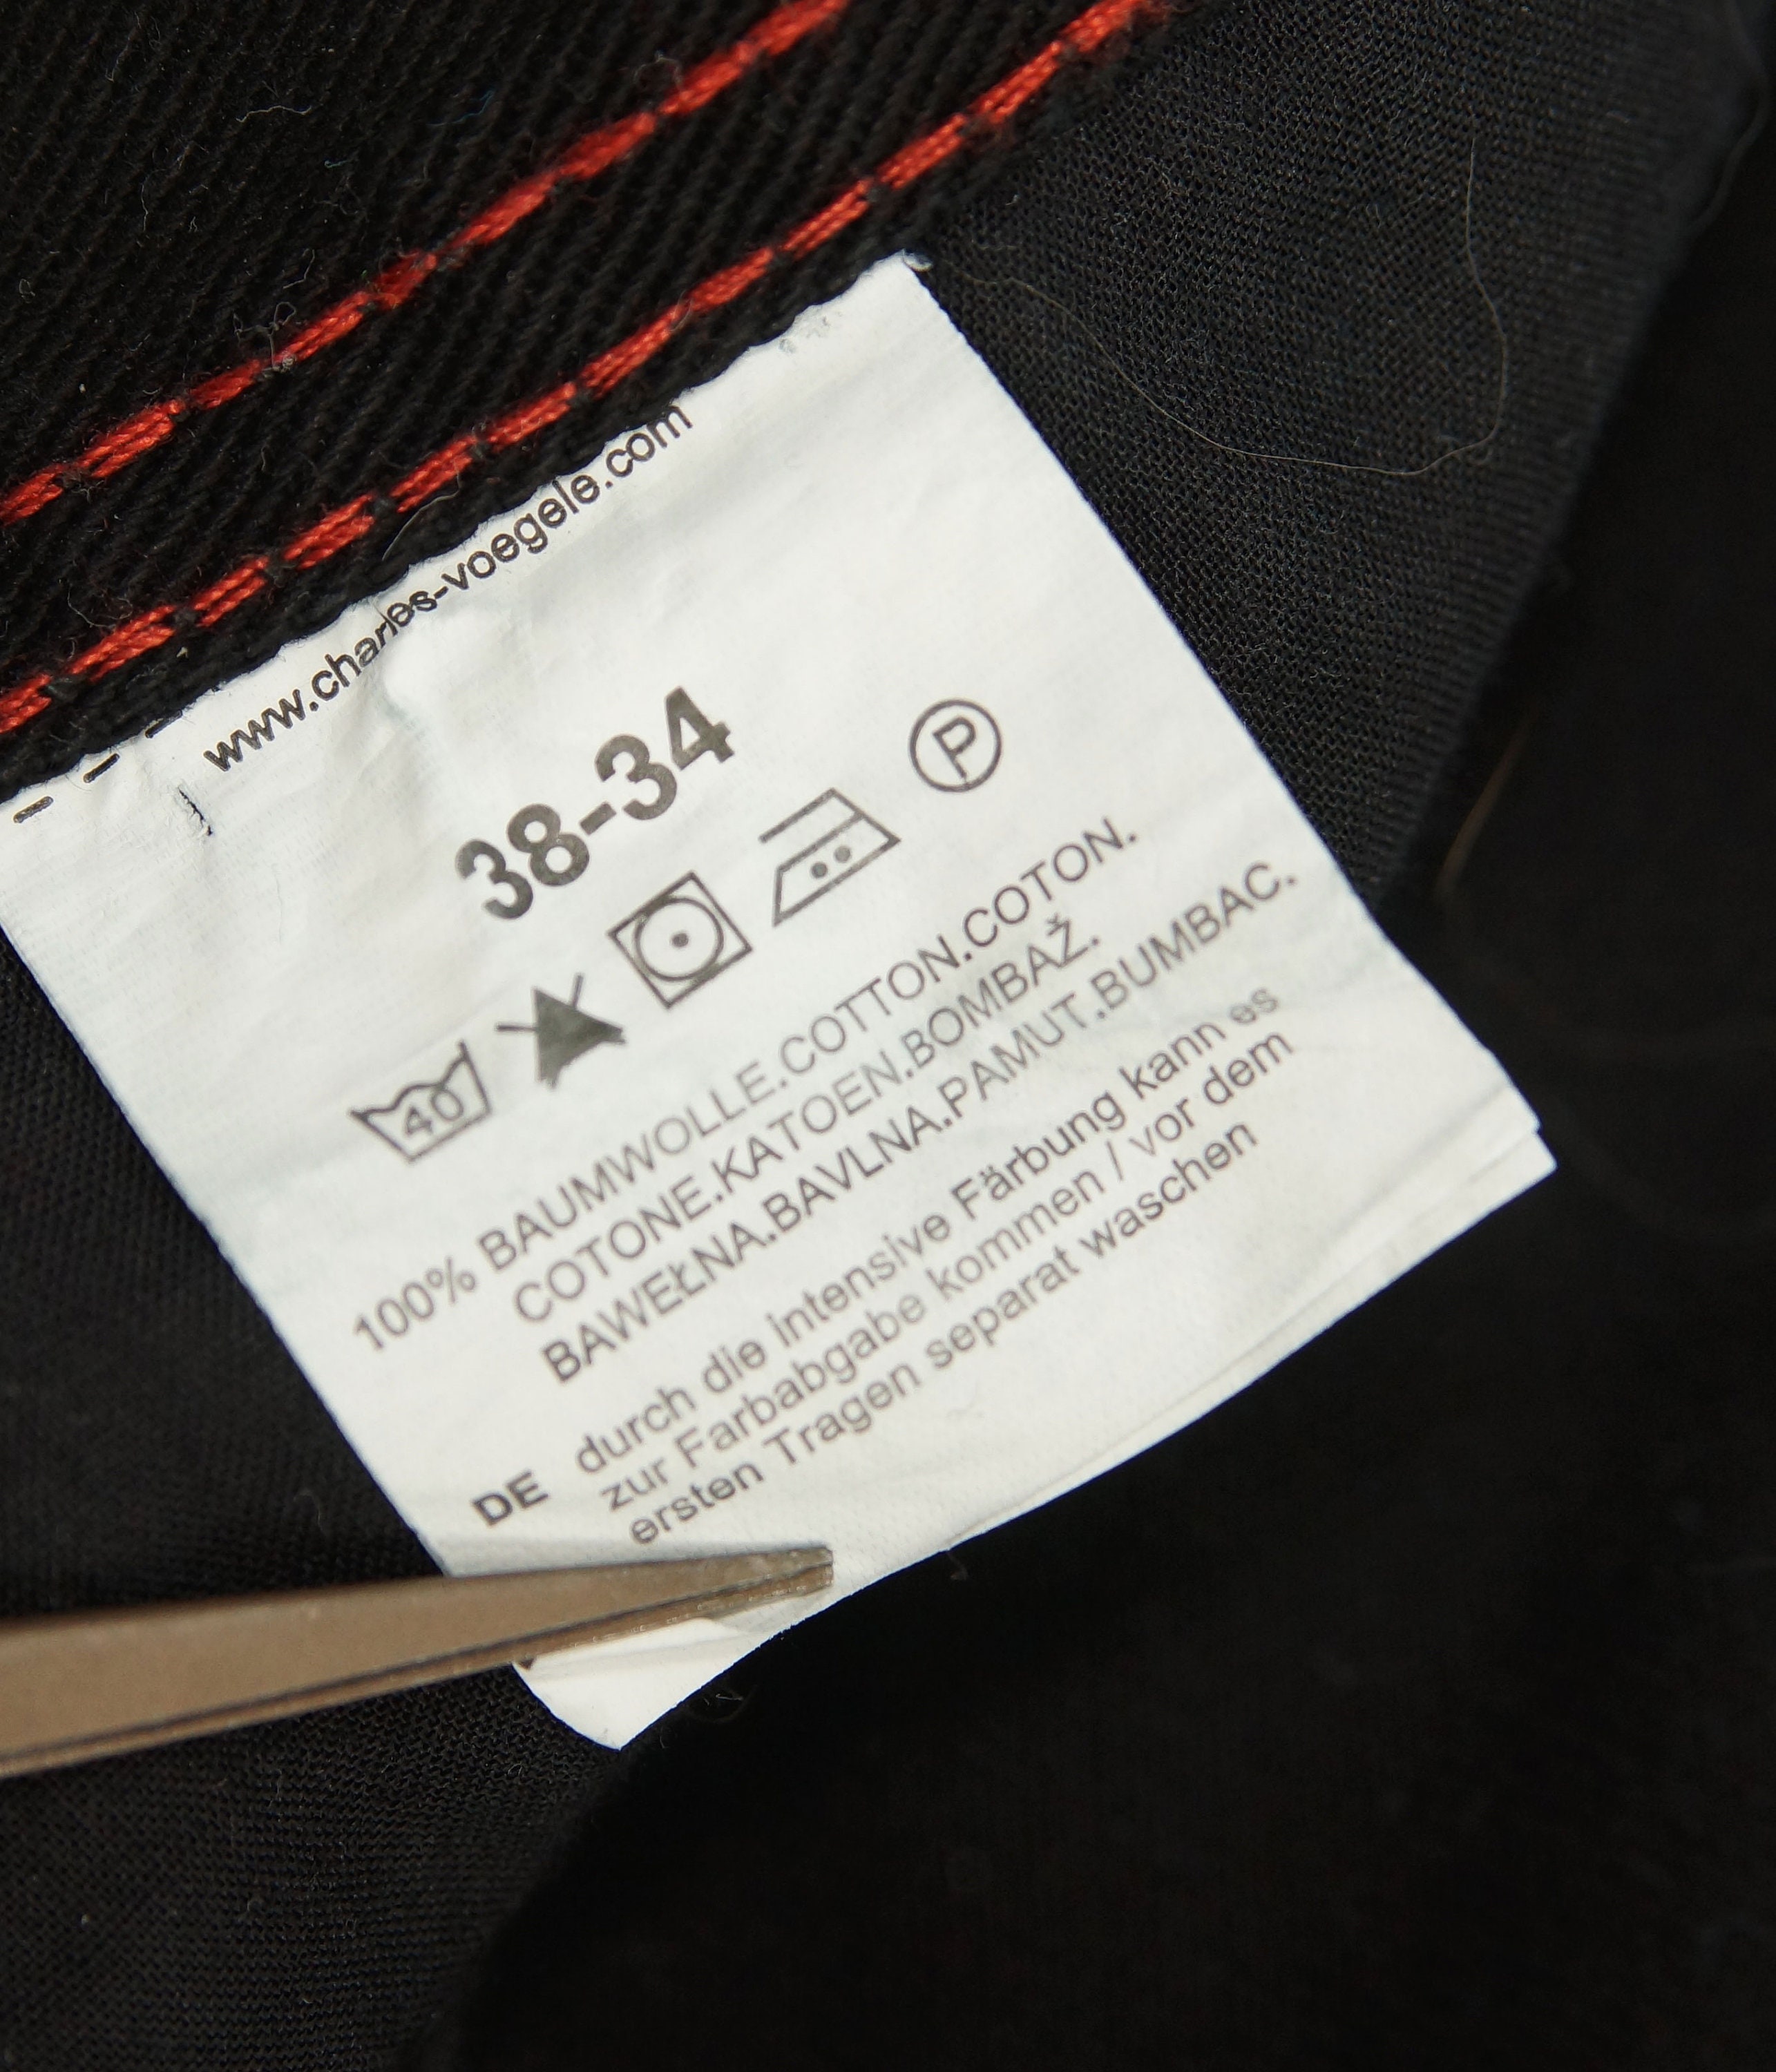 www.charles-voegele.com
38-34
40
P
100% BAUMWOLLE.COTTON.COTON.
COTONE.KATOEN.BOMBAŽ.
BAWEŁNA.BAVLNA.PAMUT.BUMBAC.
DE durch die intensive Färbung kann es
zur Farbabgabe kommen / vor dem
ersten Tragen separat waschen